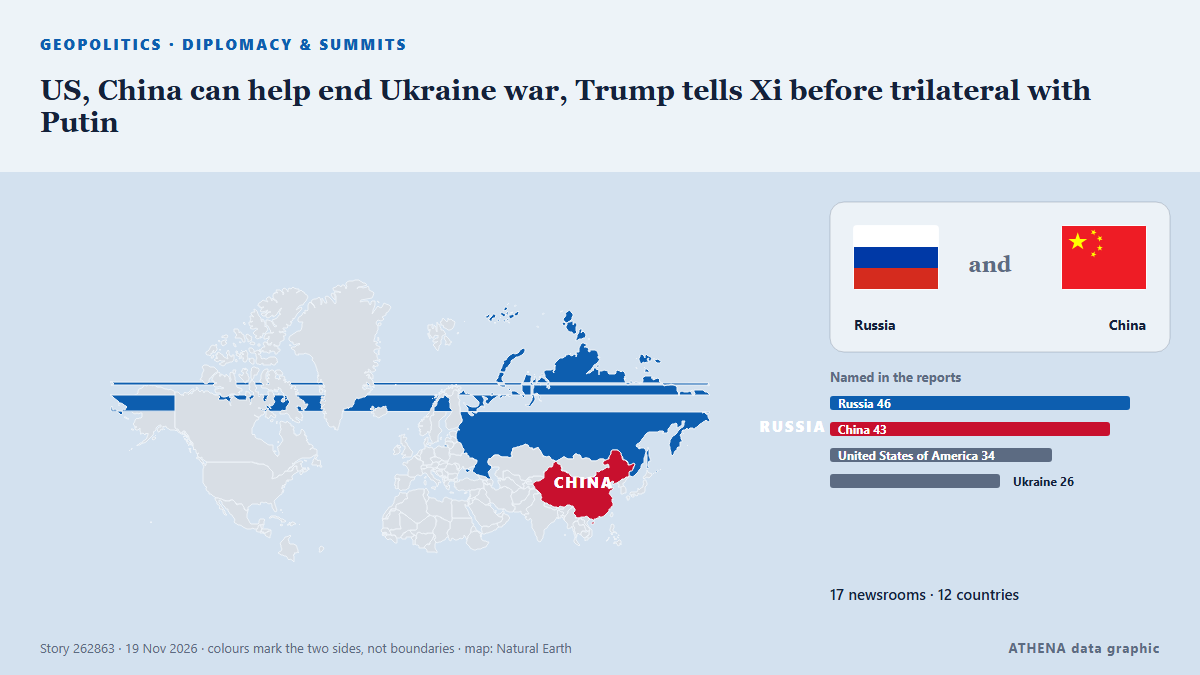 GEOPOLITICS · DIPLOMACY & SUMMITS
US, China can help end Ukraine war, Trump tells Xi before trilateral with
Putin
and
Russia
China
Named in the reports
Russia 46
RUSSIA
China 43
United States of America 34
Ukraine 26
CHINA
17 newsrooms · 12 countries
Story 262863 · 19 Nov 2026 · colours mark the two sides, not boundaries · map: Natural Earth
ATHENA data graphic